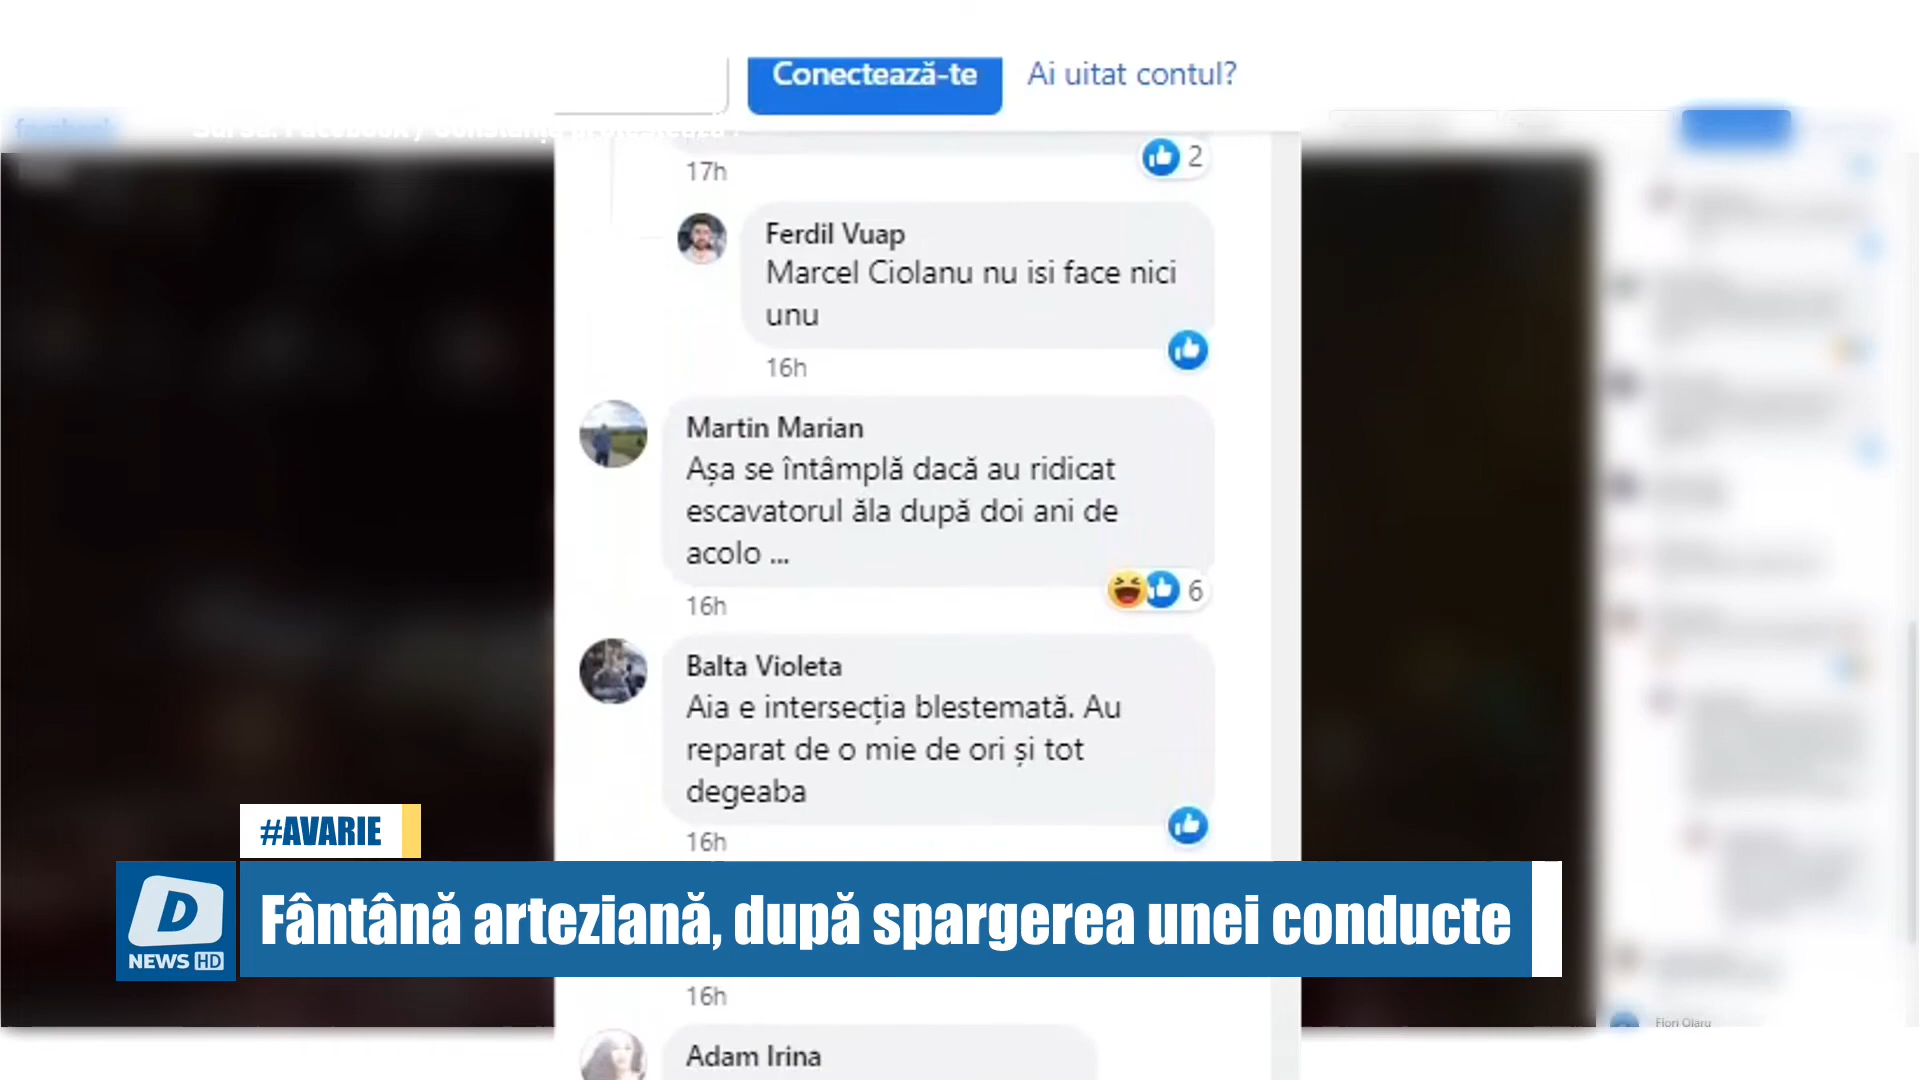 Conectează-te
Ai uitat contul?
17h
2
Ferdil Vuap
Marcel Ciolanu nu isi face nici
unu
16h
Martin Marian
Așa se întâmplă dacă au ridicat
escavatorul ăla după doi ani de
acolo ...
16h
6
Balta Violeta
Aia e intersecția blestemată. Au
reparat de o mie de ori și tot
degeaba
16h
#AVARIE
D
NEWS HD
Fântână arteziană, după spargerea unei conducte
16h
Adam Irina
Flori Olaru